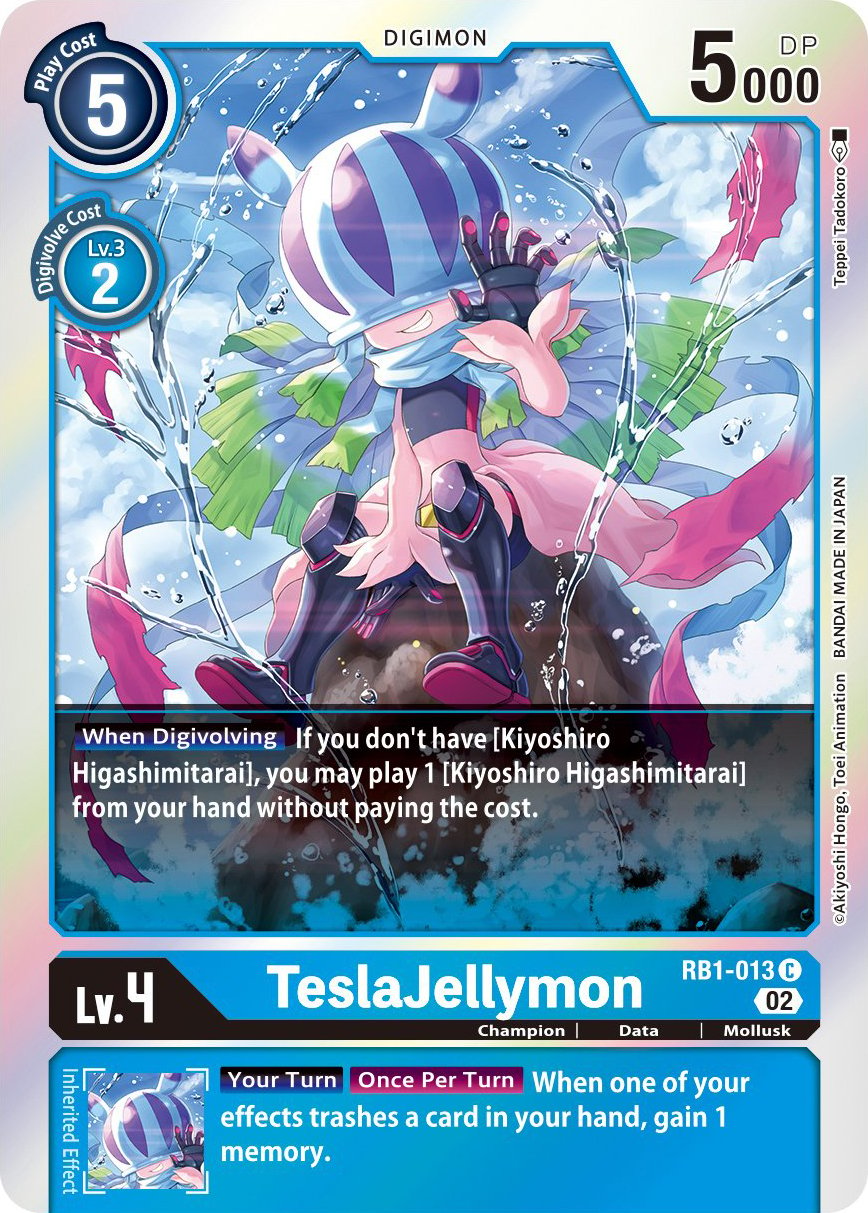 DIGIMON
Play Cost
5
DP
5000
Digivolve Cost
Lv.3
2
Teppei Tadokoro
BANDAI MADE IN JAPAN
©Akiyoshi Hongo, Toei Animation
When Digivolving If you don't have [Kiyoshiro
Higashimitarai], you may play 1 [Kiyoshiro Higashimitarai]
from your hand without paying the cost.
Lv.4
TeslaJellymon
RB1-013 C
02
Champion | Data | Mollusk
Inherited Effect
Your Turn Once Per Turn When one of your
effects trashes a card in your hand, gain 1
memory.